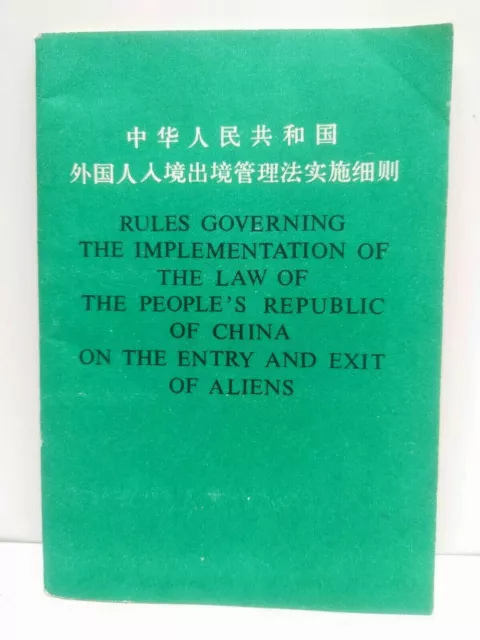 中华人民共和国
外国人入境出境管理法实施细则
RULES GOVERNING
THE IMPLEMENTATION OF
THE LAW OF
THE PEOPLE'S REPUBLIC
OF CHINA
ON THE ENTRY AND EXIT
OF ALIENS